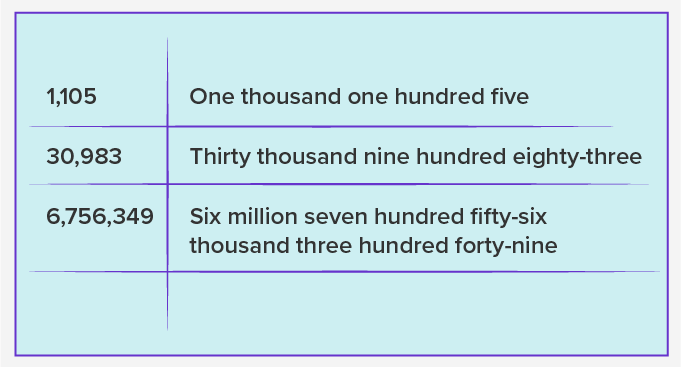 1,105 One thousand one hundred five
30,983 Thirty thousand nine hundred eighty-three
6,756,349 Six million seven hundred fifty-six
thousand three hundred forty-nine